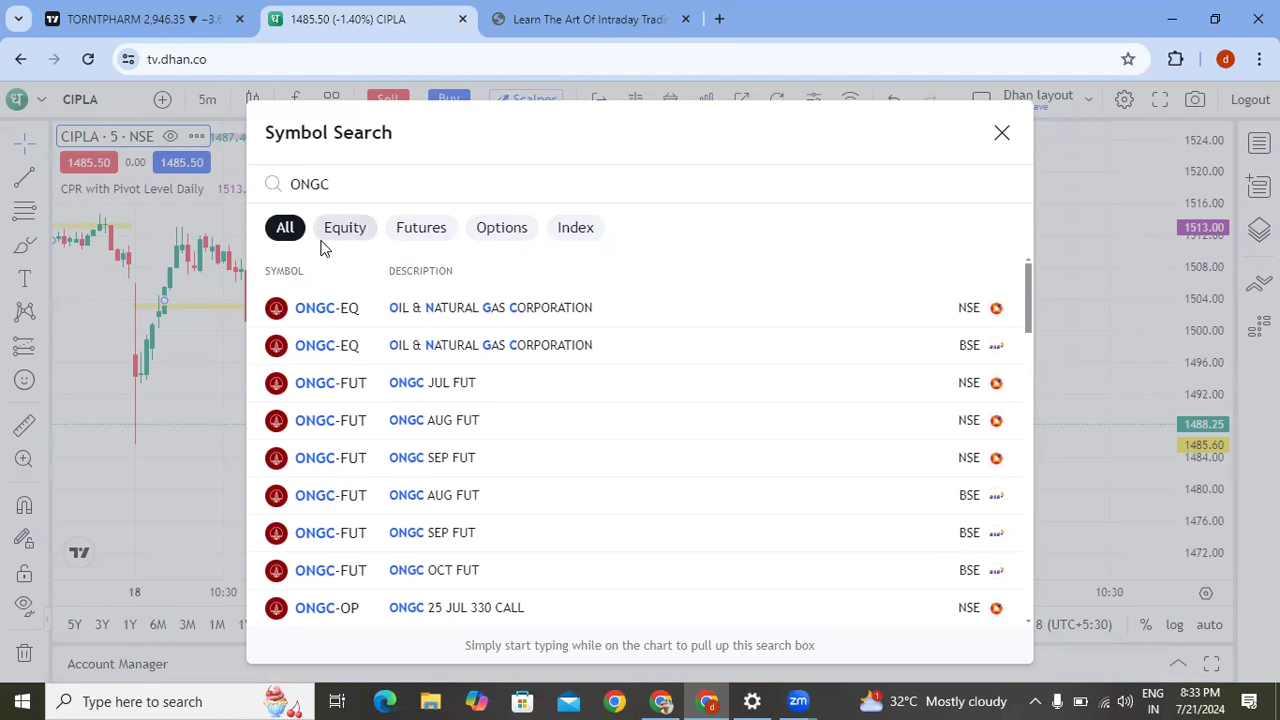 TORNTPHARM 2,946.35 ▼ −3.6
1485.50 (-1.40%) CIPLA
Learn The Art Of Intraday Tradi
tv.dhan.co
CIPLA
5m
Sell
Buy
Scalper
Dhan layout
Save
Logout
Symbol Search
ONGC
All
Equity
Futures
Options
Index
SYMBOL DESCRIPTION
ONGC-EQ OIL & NATURAL GAS CORPORATION NSE
ONGC-EQ OIL & NATURAL GAS CORPORATION BSE
ONGC-FUT ONGC JUL FUT NSE
ONGC-FUT ONGC AUG FUT NSE
ONGC-FUT ONGC SEP FUT NSE
ONGC-FUT ONGC AUG FUT BSE
ONGC-FUT ONGC SEP FUT BSE
ONGC-FUT ONGC OCT FUT BSE
ONGC-OP ONGC 25 JUL 330 CALL NSE
Simply start typing while on the chart to pull up this search box
CIPLA · 5 · NSE
1487.4
1485.50 0.00 1485.50
CPR with Pivot Level Daily 1513.
1524.00
1520.00
1516.00
1513.00
1508.00
1504.00
1500.00
1496.00
1492.00
1488.25
1485.60
1484.00
1480.00
1476.00
1472.00
18
10:30
10:30
5Y 3Y 1Y 6M 3M 1M
8 (UTC+5:30) % log auto
Account Manager
Type here to search
32°C Mostly cloudy
ENG
IN
8:33 PM
7/21/2024